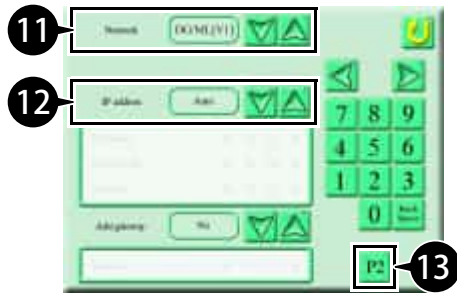 11 Network DG/ML(V1)
12 IP address Auto
7 8 9
4 5 6
1 2 3
0 Back Space
Add gateway No
P2 13